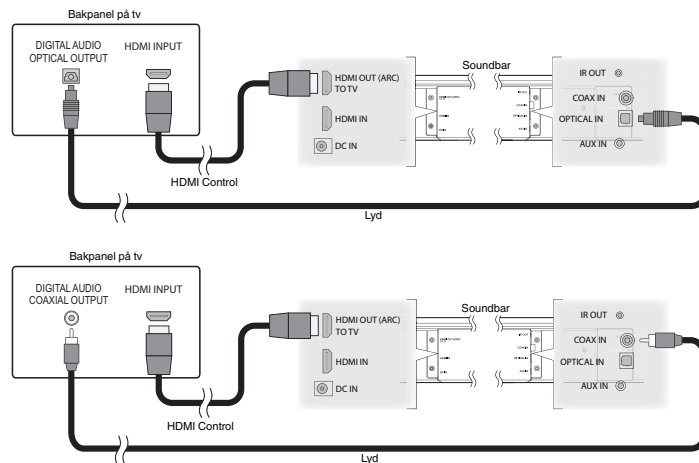 Bakpanel på tv
DIGITAL AUDIO
OPTICAL OUTPUT
HDMI INPUT
HDMI OUT (ARC)
TO TV
HDMI IN
DC IN
Soundbar
IR OUT
COAX IN
OPTICAL IN
AUX IN
HDMI Control
Lyd
Bakpanel på tv
DIGITAL AUDIO
COAXIAL OUTPUT
HDMI INPUT
HDMI OUT (ARC)
TO TV
HDMI IN
DC IN
Soundbar
IR OUT
COAX IN
OPTICAL IN
AUX IN
HDMI Control
Lyd